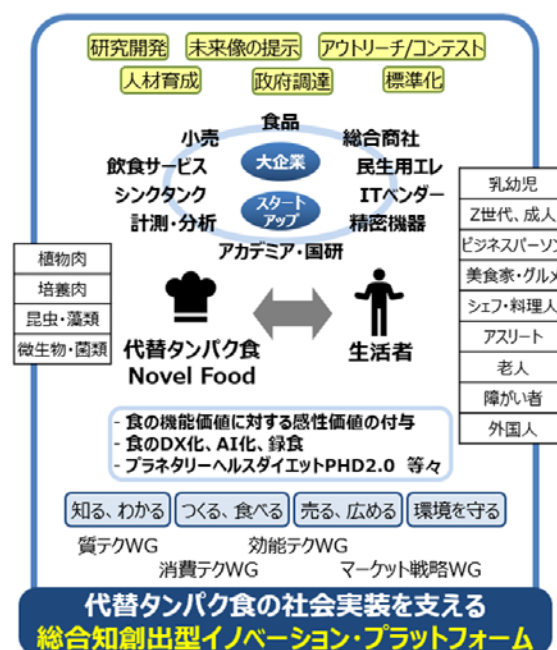 研究開発
未来像の提示
アウトリーチ/コンテスト
人材育成
政府調達
標準化
食品
小売
総合商社
大企業
飲食サービス
民生用エレ
シンクタンク
ITベンダー
スタート
アップ
計測・分析
精密機器
アカデミア・国研
植物肉
培養肉
昆虫・藻類
微生物・菌類
代替タンパク食
Novel Food
生活者
乳幼児
Z世代、成人
ビジネスパーソン
美食家・グルメ
シェフ・料理人
アスリート
老人
障がい者
外国人
- 食の機能価値に対する感性価値の付与
- 食のDX化、AI化、録食
- プラネタリーヘルスダイエットPHD2.0 等々
知る、わかる
つくる、食べる
売る、広める
環境を守る
質テクWG
効能テクWG
消費テクWG
マーケット戦略WG
代替タンパク食の社会実装を支える
総合知創出型イノベーション・プラットフォーム